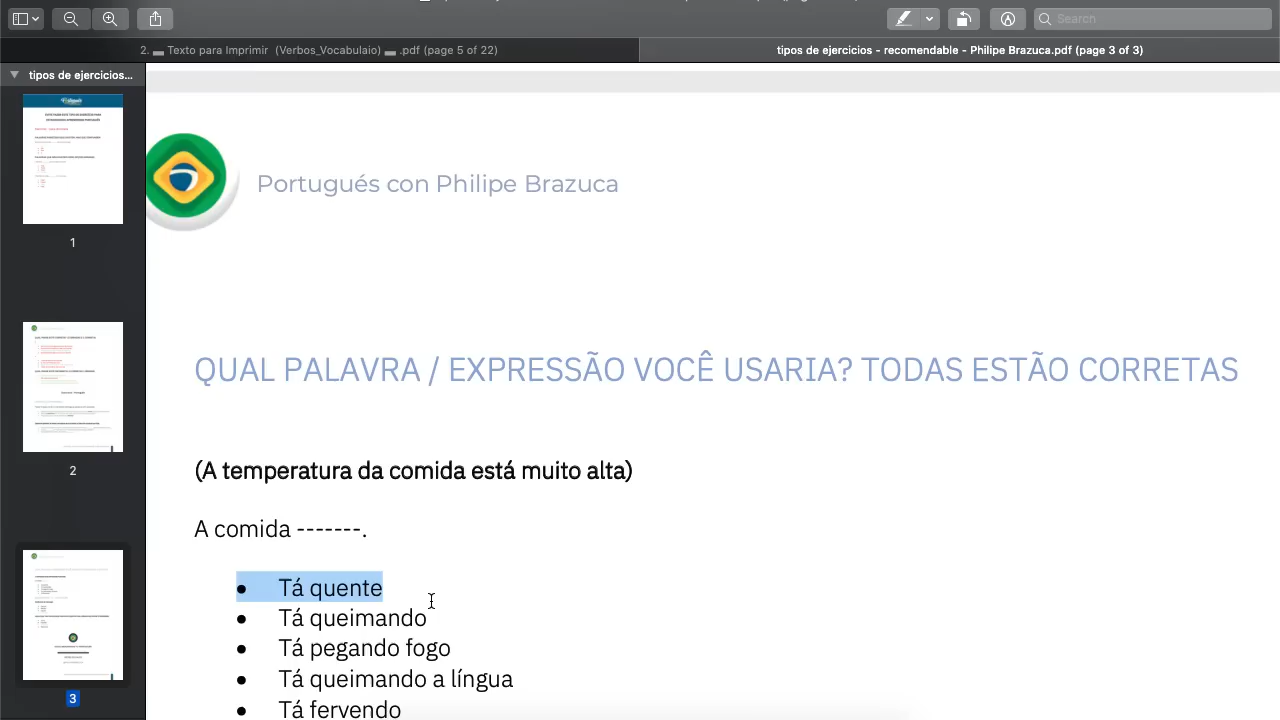 Search
2. Texto para Imprimir (Verbos_Vocabulaio) .pdf (page 5 of 22)
tipos de ejercicios - recomendable - Philipe Brazuca.pdf (page 3 of 3)
tipos de ejercicios...
1
2
3
Portugués con Philipe Brazuca
QUAL PALAVRA / EXPRESSÃO VOCÊ USARIA? TODAS ESTÃO CORRETAS
(A temperatura da comida está muito alta)
A comida -------.
● Tá quente
● Tá queimando
● Tá pegando fogo
● Tá queimando a língua
● Tá fervendo